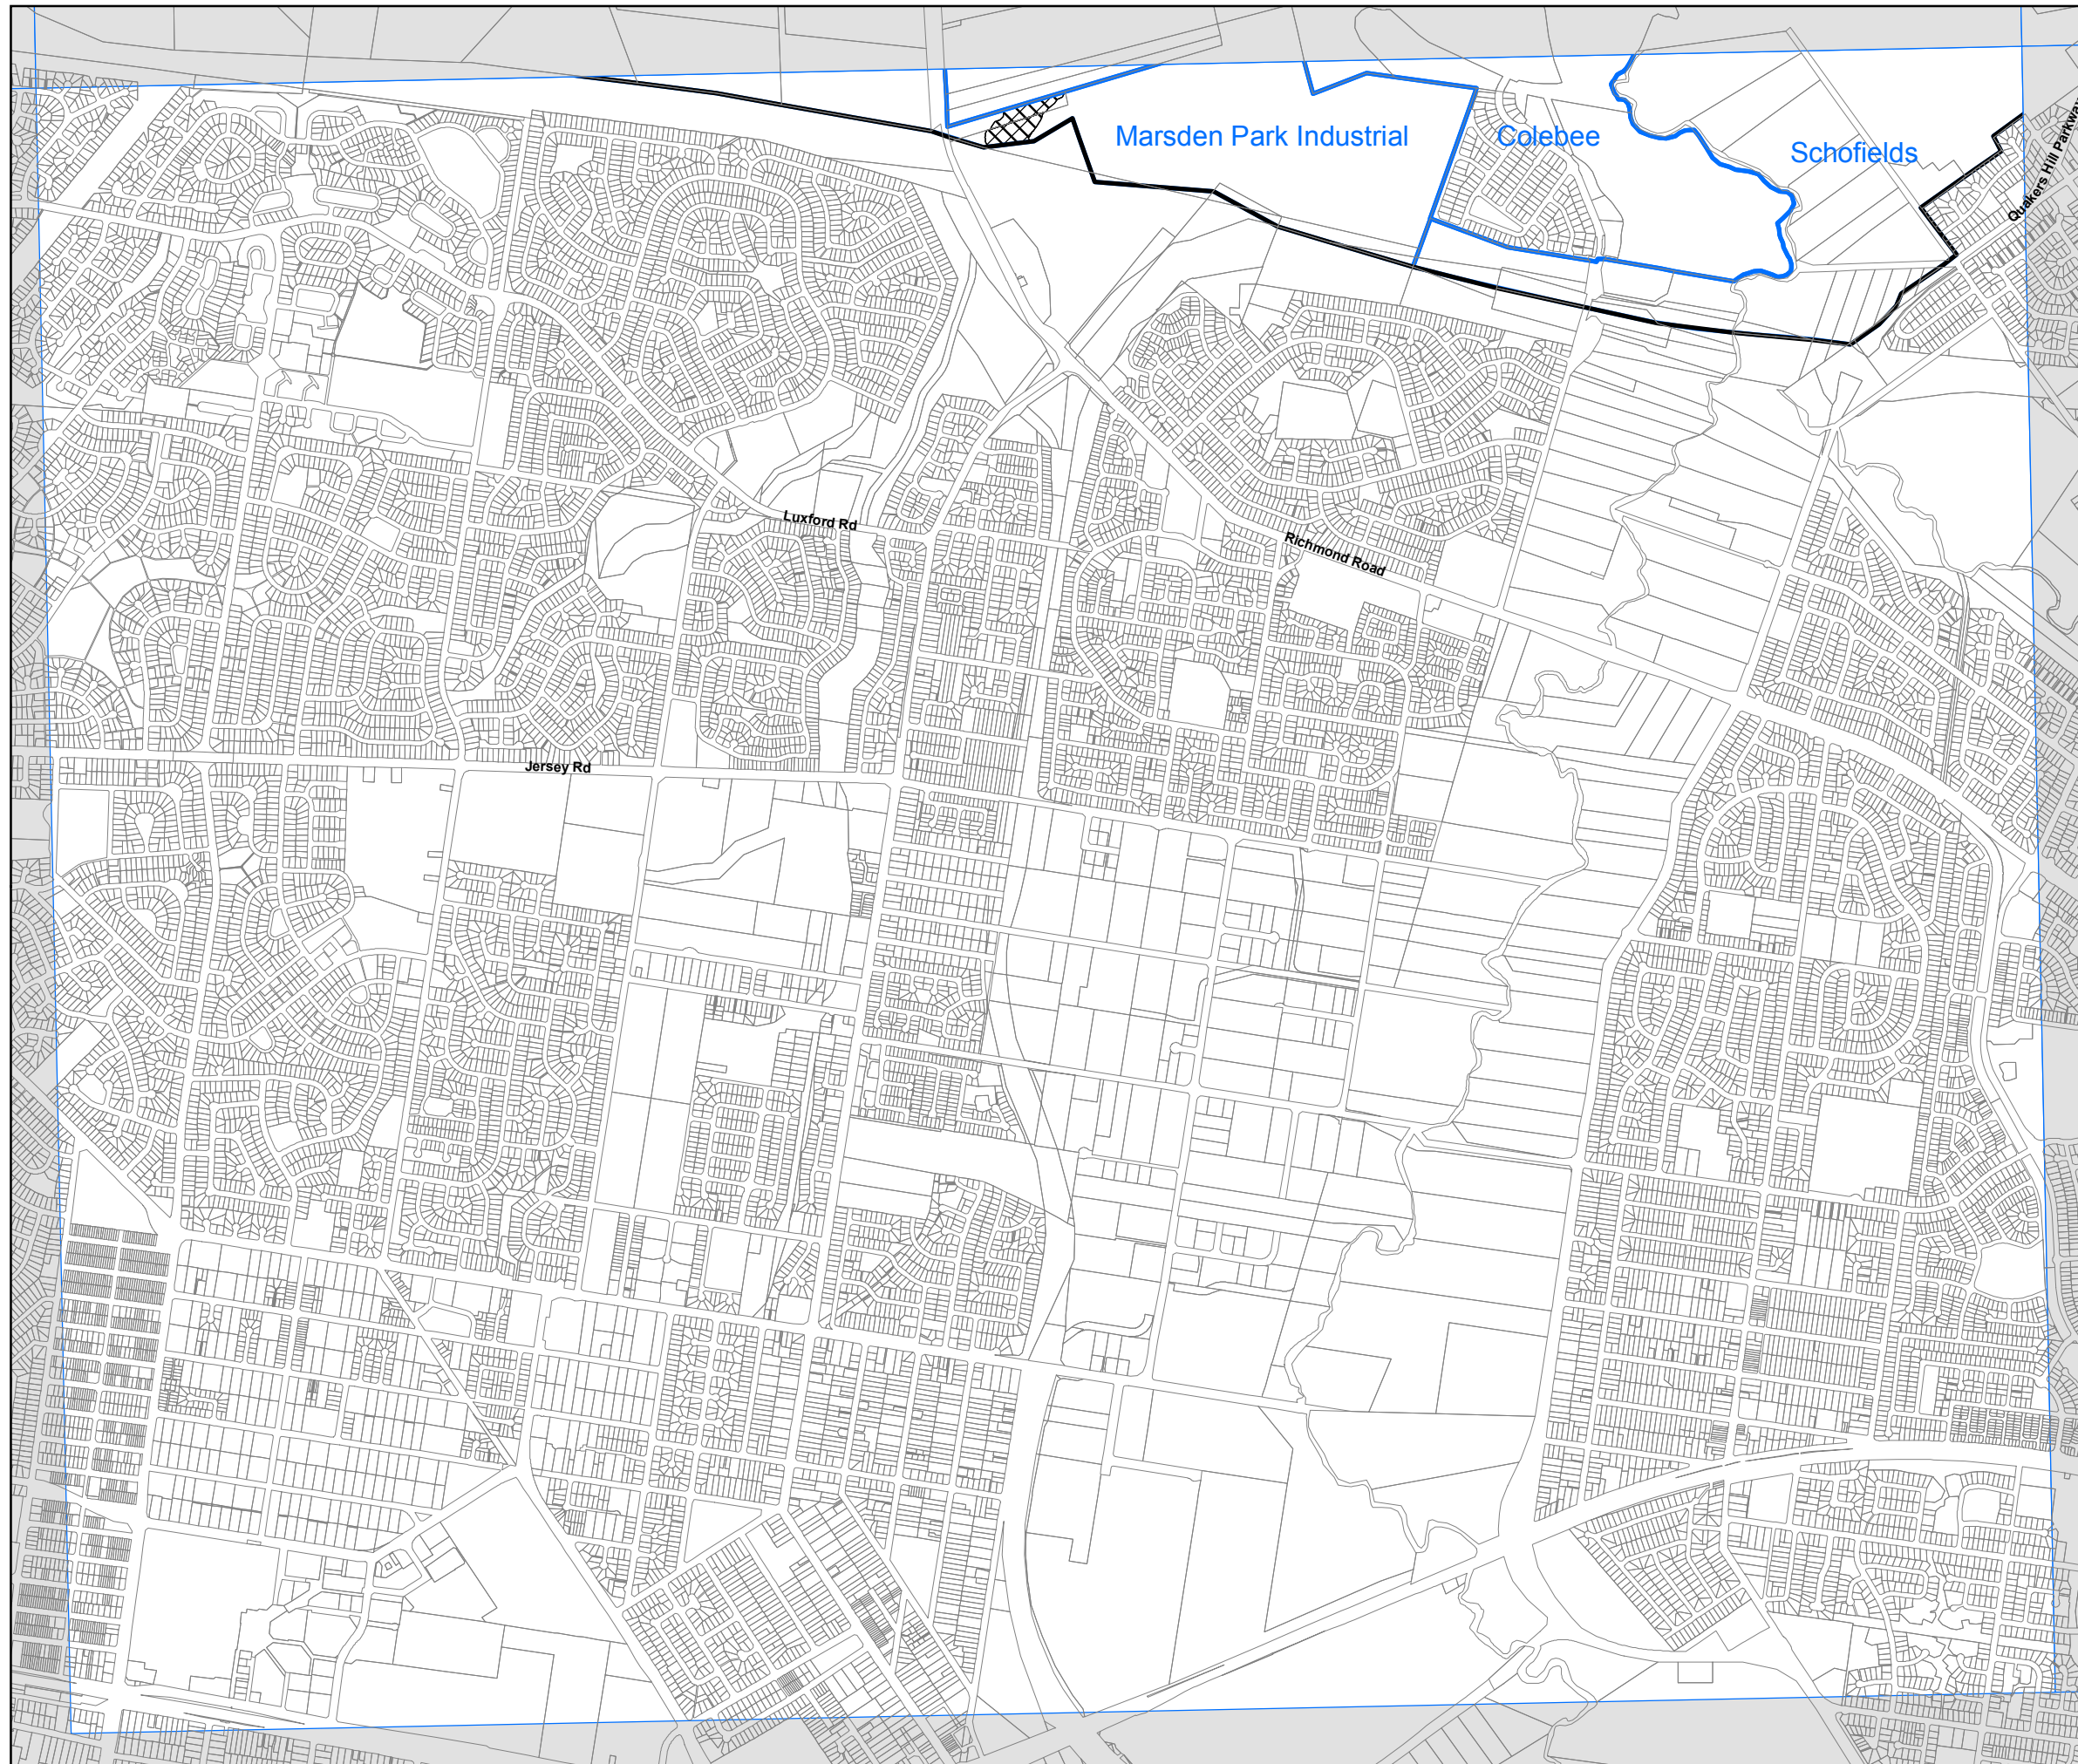 Marsden Park Industrial
Colebee
Schofields
Quakers Hill Parkway
Luxford Rd
Richmond Road
Jersey Rd